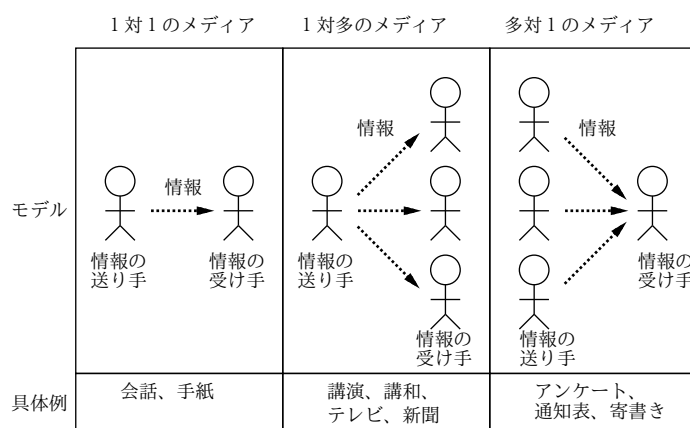 1対1のメディア
1対多のメディア
多対1のメディア
モデル
情報
情報の
送り手
情報の
受け手
情報
情報の
送り手
情報の
受け手
情報
情報の
送り手
情報の
受け手
具体例
会話、手紙
講演、講和、
テレビ、新聞
アンケート、
通知表、寄書き